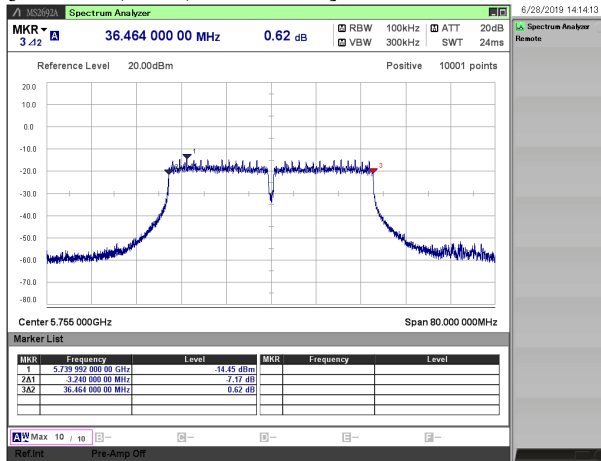 6/28/2019 14:14:13
MS2692A Spectrum Analyzer
Spectrum Analyzer
Remote
MKR
3 Δ2
36.464 000 00 MHz 0.62 dB
RBW 100kHz ATT 20dB
VBW 300kHz SWT 24ms
Reference Level 20.00dBm Positive 10001 points
20.0
10.0
0.0
-10.0
-20.0
-30.0
-40.0
-50.0
-60.0
-70.0
-80.0
1
3
Center 5.755 000GHz Span 80.000 000MHz
Marker List
MKR Frequency Level MKR Frequency Level
1 5.739 992 000 00 GHz -14.45 dBm
2Δ1 -3.240 000 00 MHz -7.17 dB
3Δ2 36.464 000 00 MHz 0.62 dB
A W Max 10 / 10 B-- C-- D-- E-- F--
Ref.Int Pre-Amp Off